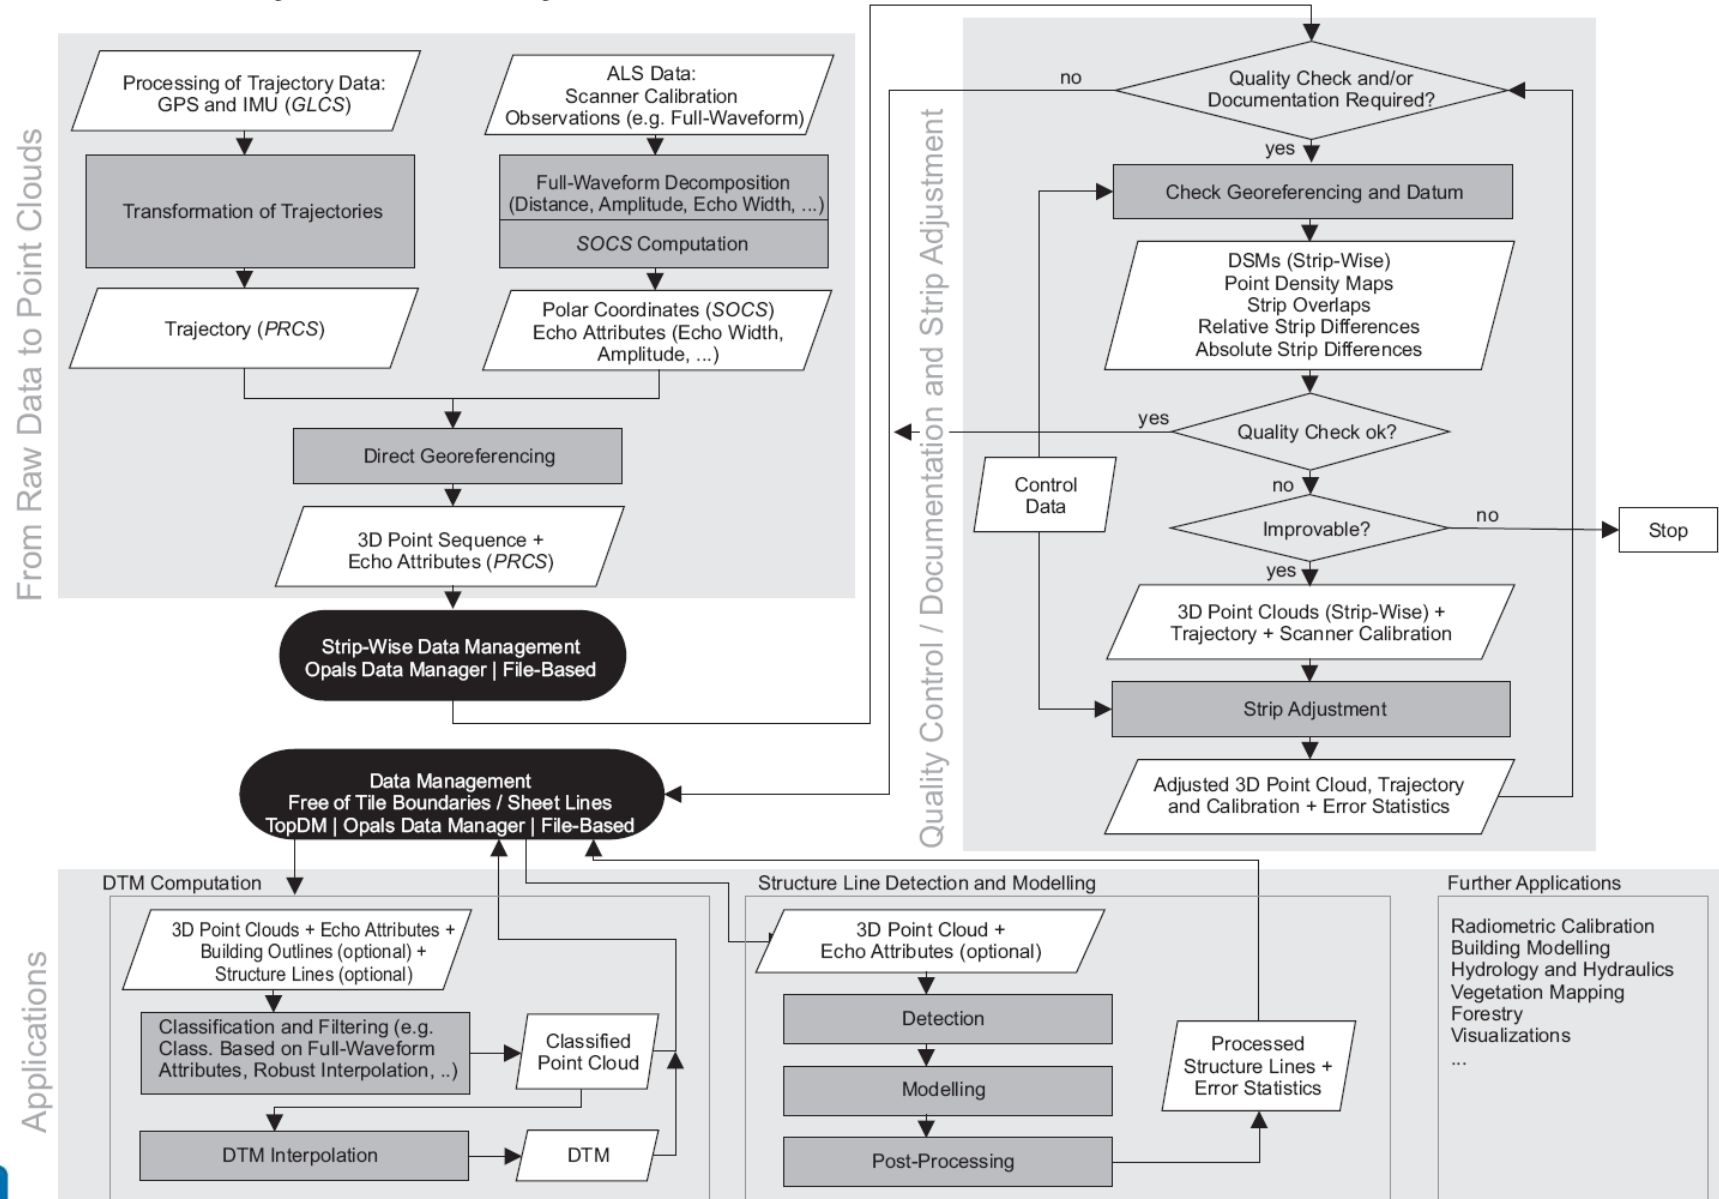 From Raw Data to Point Clouds
Processing of Trajectory Data:
GPS and IMU (GLCS)
Transformation of Trajectories
Trajectory (PRCS)
ALS Data:
Scanner Calibration
Observations (e.g. Full-Waveform)
Full-Waveform Decomposition
(Distance, Amplitude, Echo Width, ...)
SOCS Computation
Polar Coordinates (SOCS)
Echo Attributes (Echo Width,
Amplitude, ...)
Direct Georeferencing
3D Point Sequence +
Echo Attributes (PRCS)
Strip-Wise Data Management
Opals Data Manager | File-Based
Quality Control / Documentation and Strip Adjustment
Quality Check and/or
Documentation Required?
no
yes
Check Georeferencing and Datum
DSMs (Strip-Wise)
Point Density Maps
Strip Overlaps
Relative Strip Differences
Absolute Strip Differences
Quality Check ok?
yes
no
Control
Data
Improvable?
no
Stop
yes
3D Point Clouds (Strip-Wise) +
Trajectory + Scanner Calibration
Strip Adjustment
Adjusted 3D Point Cloud, Trajectory
and Calibration + Error Statistics
Data Management
Free of Tile Boundaries / Sheet Lines
TopDM | Opals Data Manager | File-Based
Applications
DTM Computation
3D Point Clouds + Echo Attributes +
Building Outlines (optional) +
Structure Lines (optional)
Classification and Filtering (e.g.
Class. Based on Full-Waveform
Attributes, Robust Interpolation, ..)
Classified
Point Cloud
DTM Interpolation
DTM
Structure Line Detection and Modelling
3D Point Cloud +
Echo Attributes (optional)
Detection
Modelling
Post-Processing
Processed
Structure Lines +
Error Statistics
Further Applications
Radiometric Calibration
Building Modelling
Hydrology and Hydraulics
Vegetation Mapping
Forestry
Visualizations
...